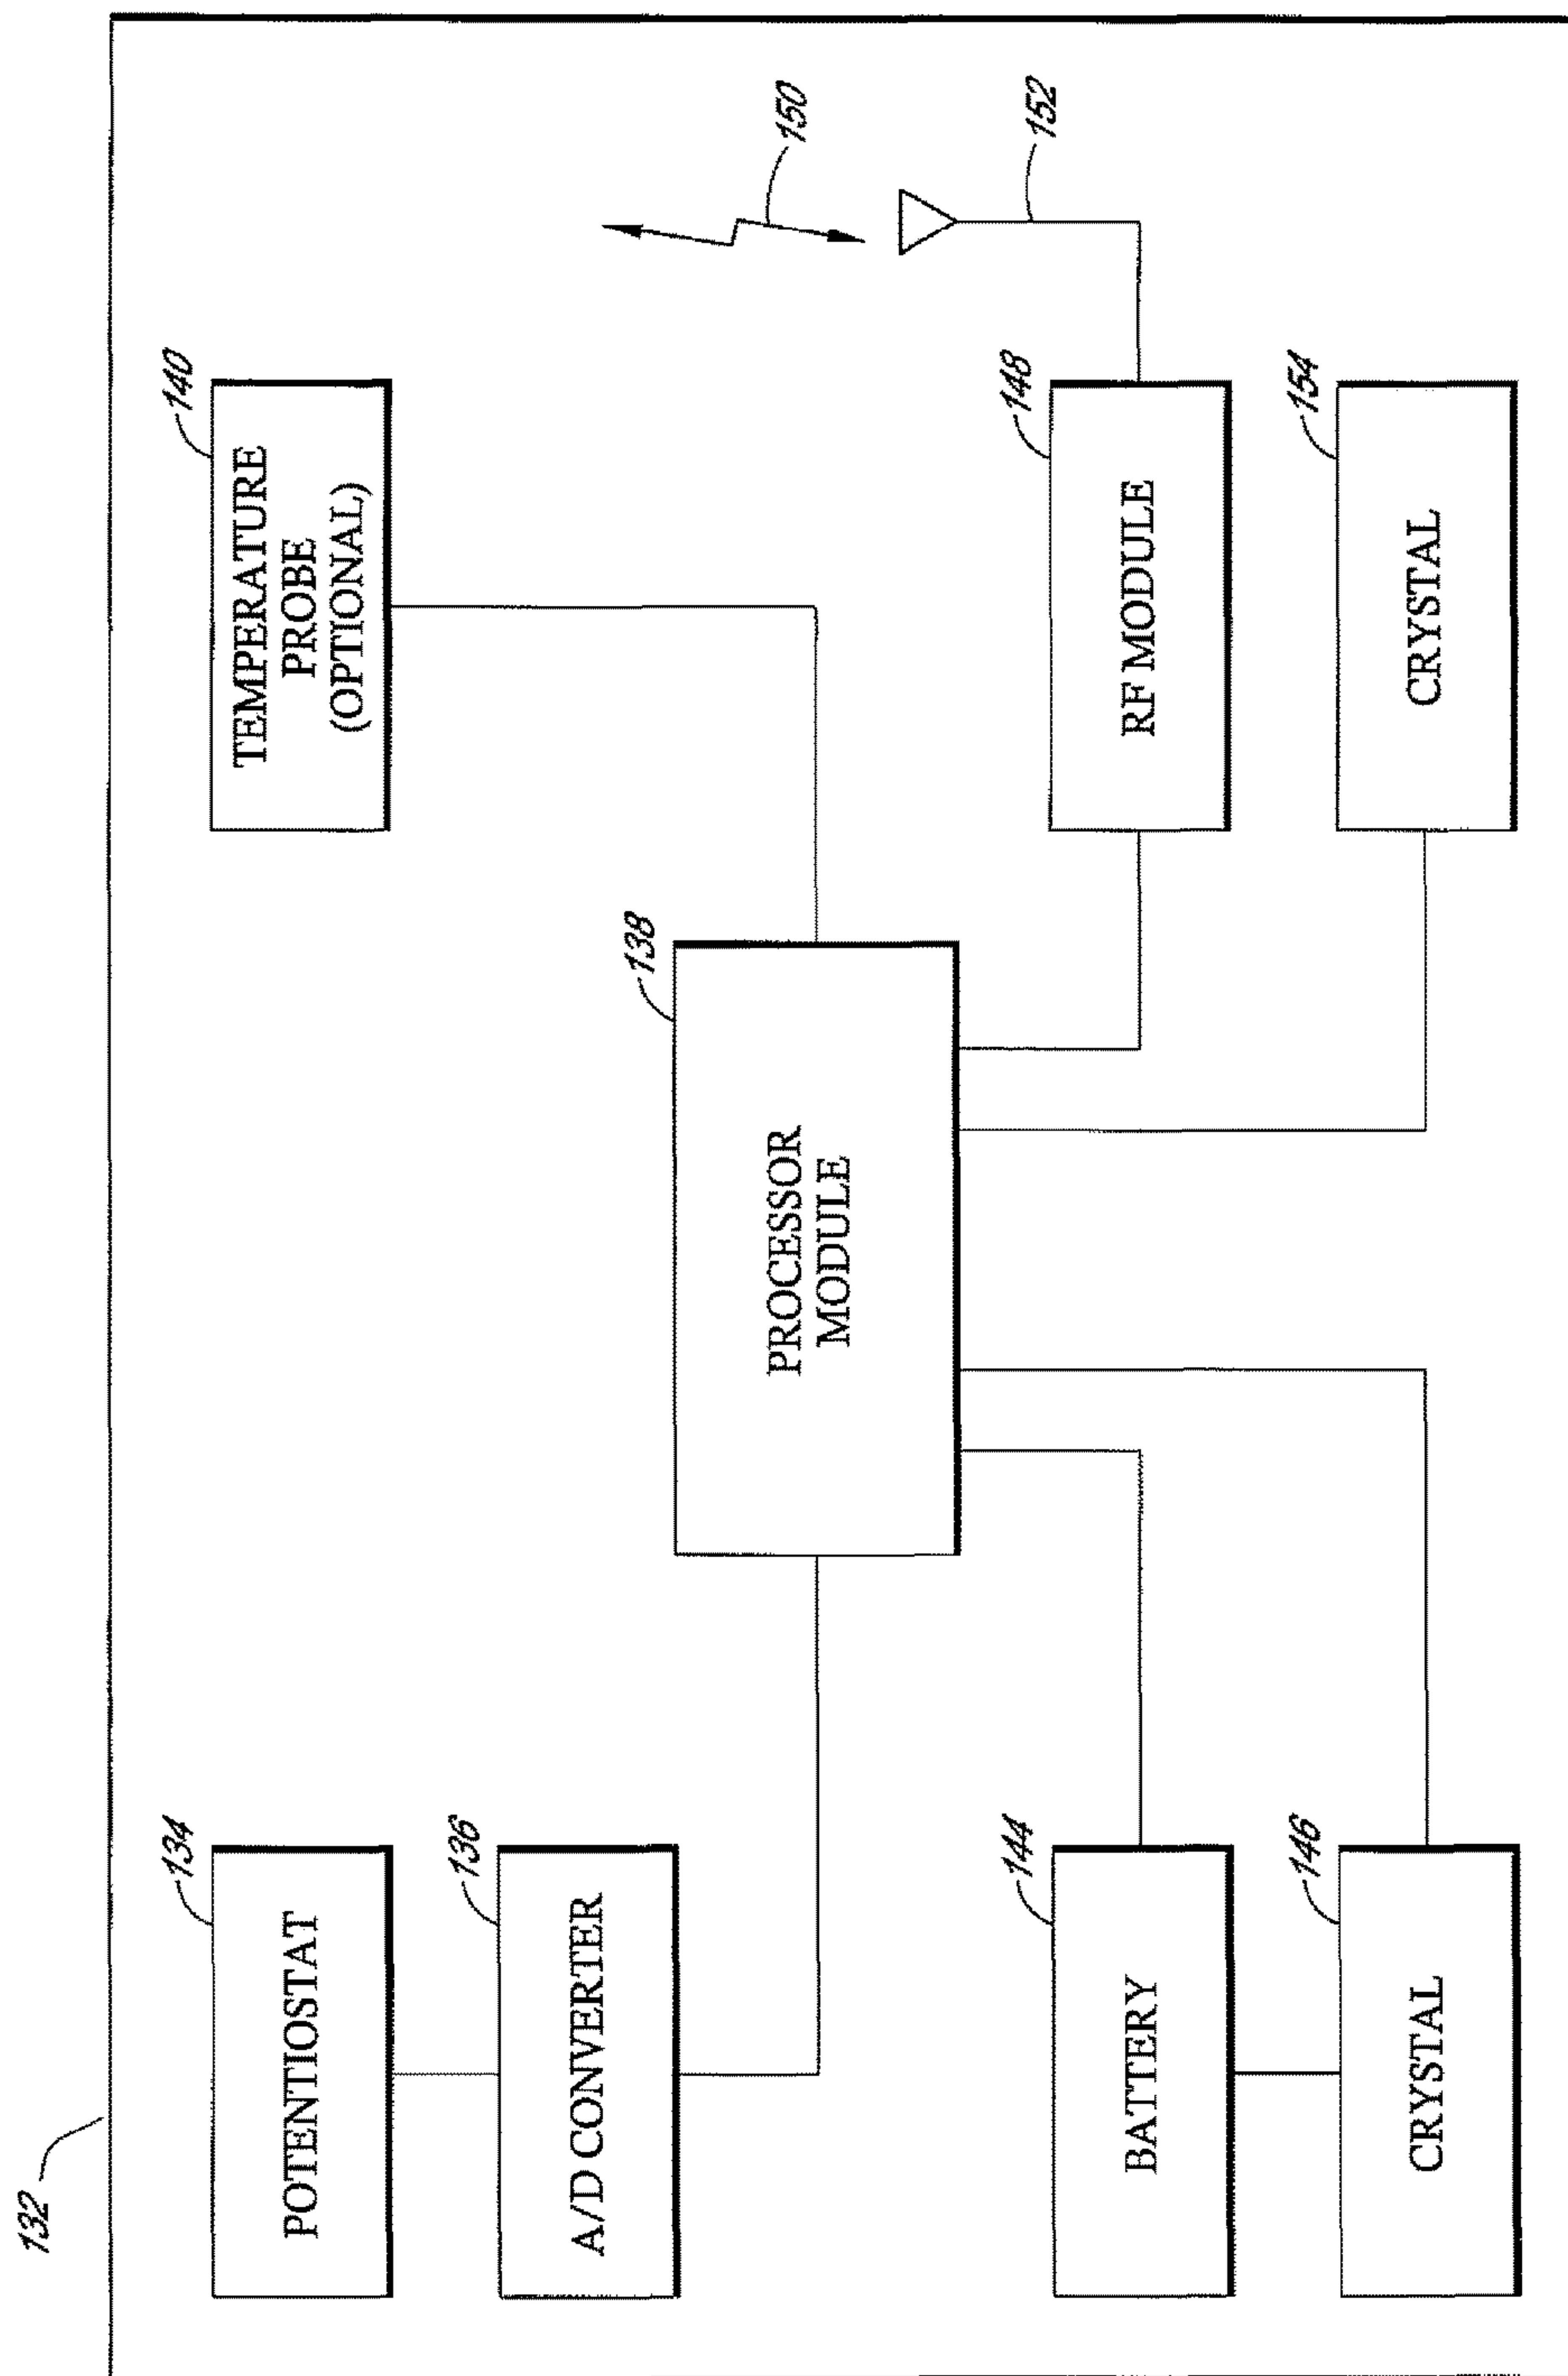 132
134
POTENTIOSTAT
136
A/D CONVERTER
140
TEMPERATURE
PROBE
(OPTIONAL)
138
PROCESSOR
MODULE
150
152
144
BATTERY
146
CRYSTAL
148
RF MODULE
154
CRYSTAL